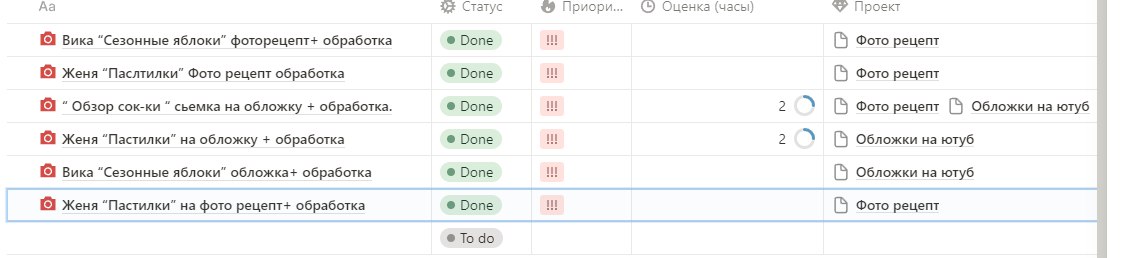 Aa Статус Приори... Оценка (часы) Проект
Вика “Сезонные яблоки” фоторецепт+ обработка Done !!! Фото рецепт
Женя “Паслтилки” Фото рецепт обработка Done !!! Фото рецепт
“ Обзор сок-ки “ сьемка на обложку + обработка. Done !!! 2 Фото рецепт Обложки на ютуб
Женя “Пастилки” на обложку + обработка Done !!! 2 Обложки на ютуб
Вика “Сезонные яблоки” обложка+ обработка Done !!! Обложки на ютуб
Женя “Пастилки” на фото рецепт+ обработка Done !!! Фото рецепт
To do